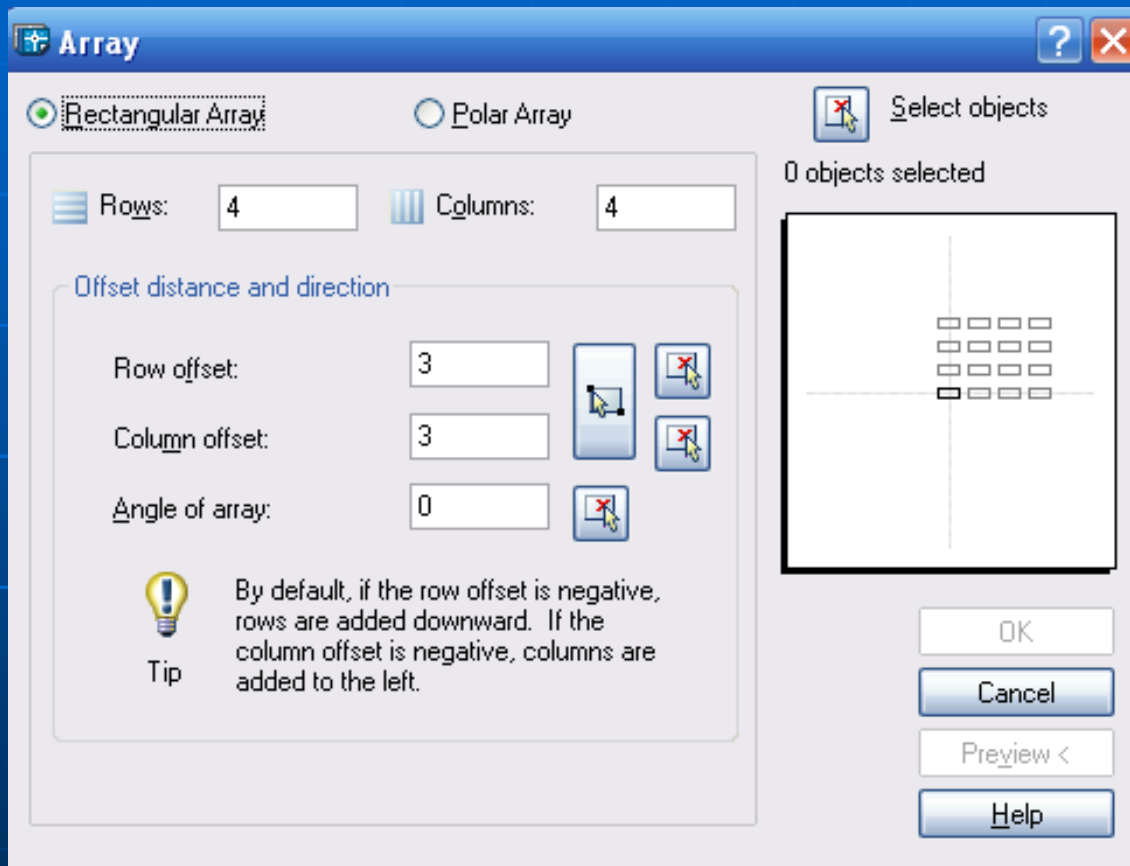 Array
Rectangular Array
Polar Array
Select objects
0 objects selected
Rows: 4
Columns: 4
Offset distance and direction
Row offset: 3
Column offset: 3
Angle of array: 0
Tip
By default, if the row offset is negative,
rows are added downward. If the
column offset is negative, columns are
added to the left.
OK
Cancel
Preview <
Help